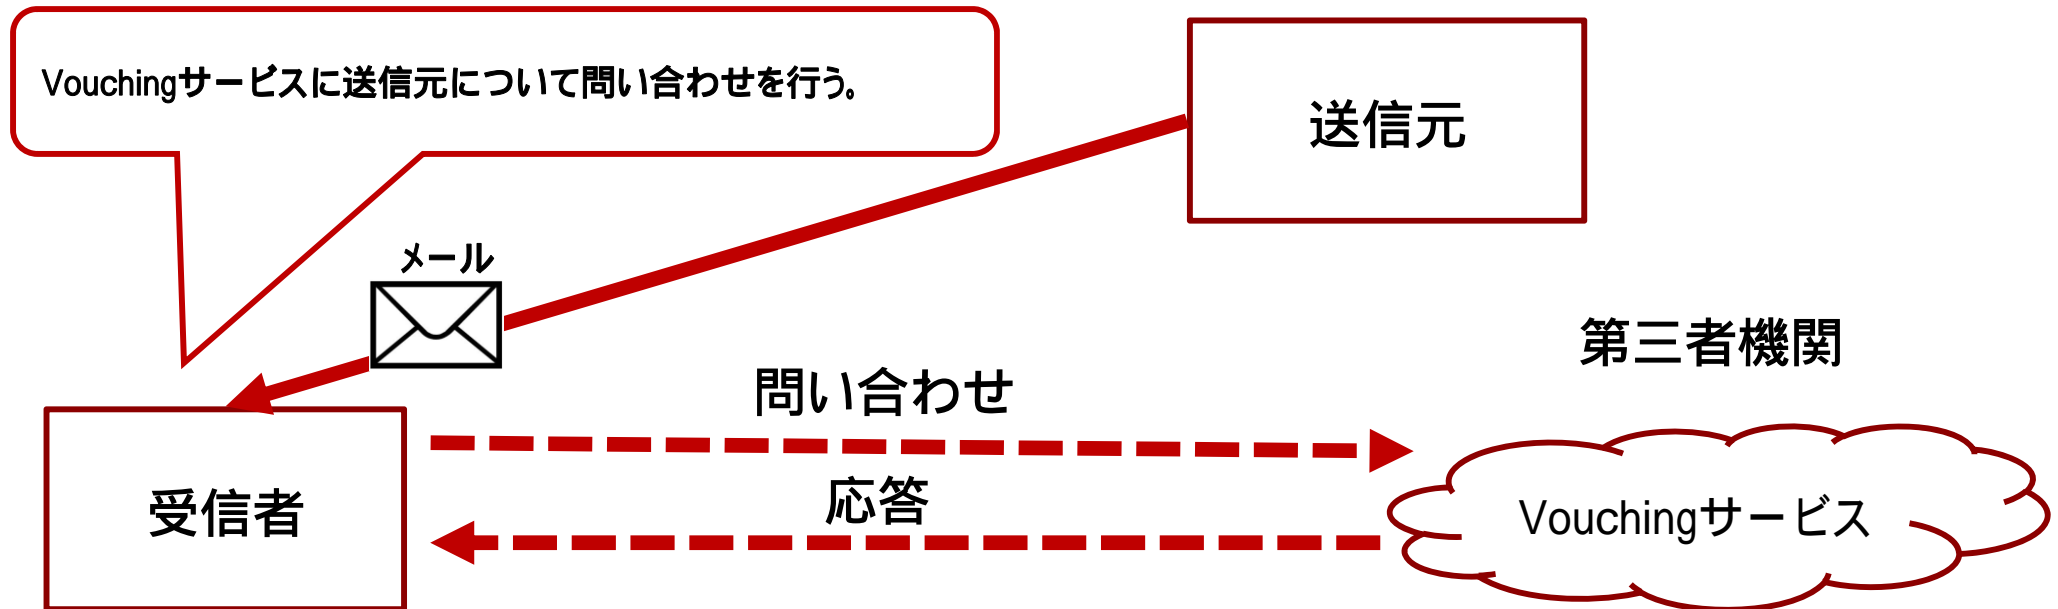 Vouchingサービスに送信元について問い合わせを行う。
送信元
メール
第三者機関
問い合わせ
応答
受信者
Vouchingサービス